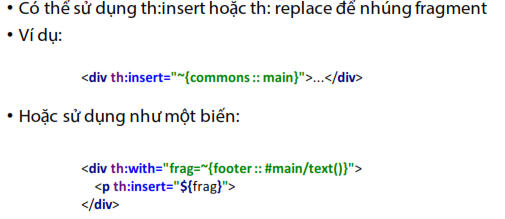 • Có thể sử dụng th:insert hoặc th: replace để nhúng fragment
• Ví dụ:
<div th:insert="~{commons :: main}">...</div>
• Hoặc sử dụng như một biến:
<div th:with="frag=~{footer :: #main/text()}">
<p th:insert="${frag}">
</div>